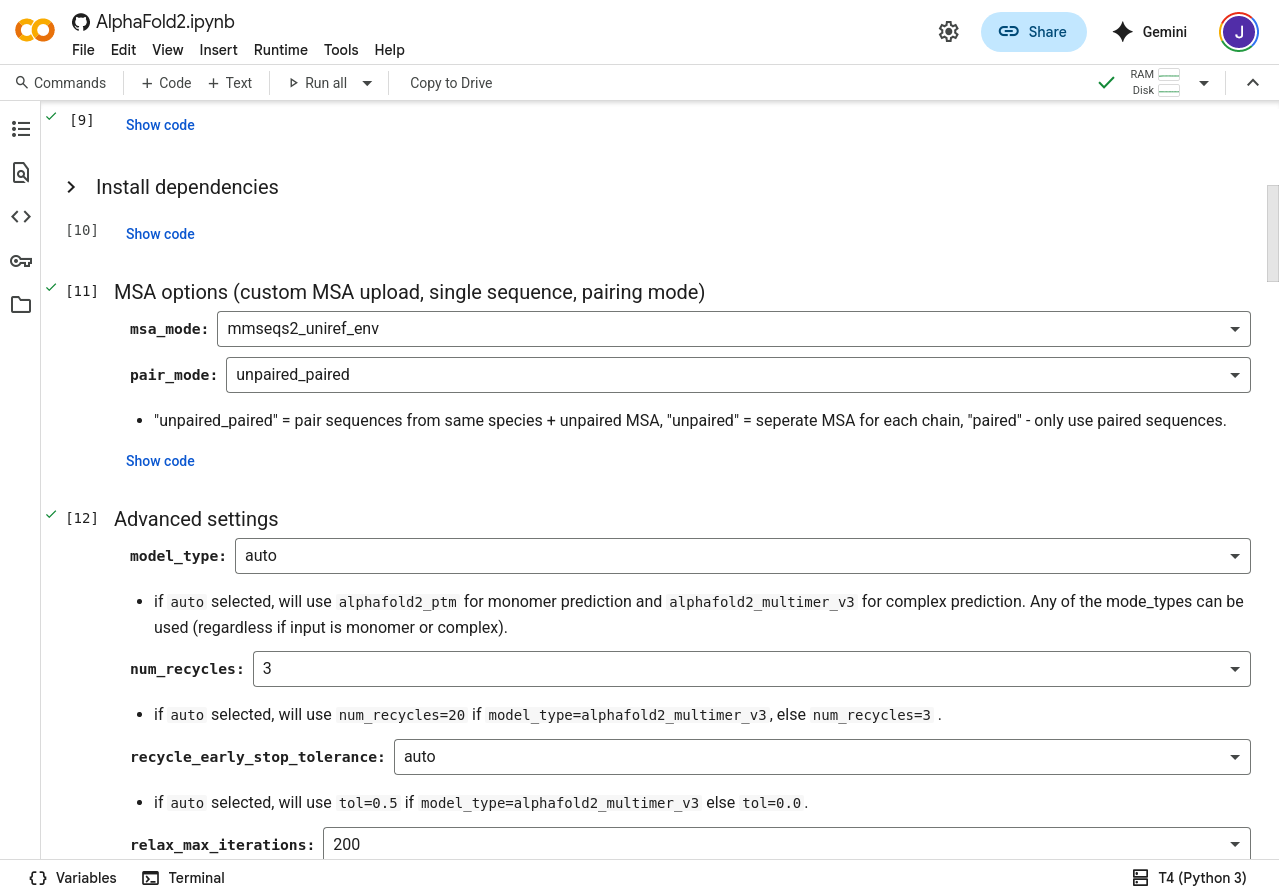 AlphaFold2.ipynb
File Edit View Insert Runtime Tools Help
Share
Gemini
J
Commands + Code + Text Run all Copy to Drive
RAM
Disk
[9] Show code
Install dependencies
[10] Show code
[11] MSA options (custom MSA upload, single sequence, pairing mode)
msa_mode: mmseqs2_uniref_env
pair_mode: unpaired_paired
• "unpaired_paired" = pair sequences from same species + unpaired MSA, "unpaired" = seperate MSA for each chain, "paired" - only use paired sequences.
Show code
[12] Advanced settings
model_type: auto
• if auto selected, will use alphafold2_ptm for monomer prediction and alphafold2_multimer_v3 for complex prediction. Any of the mode_types can be
used (regardless if input is monomer or complex).
num_recycles: 3
• if auto selected, will use num_recycles=20 if model_type=alphafold2_multimer_v3, else num_recycles=3 .
recycle_early_stop_tolerance: auto
• if auto selected, will use tol=0.5 if model_type=alphafold2_multimer_v3 else tol=0.0.
relax_max_iterations: 200
Variables Terminal T4 (Python 3)